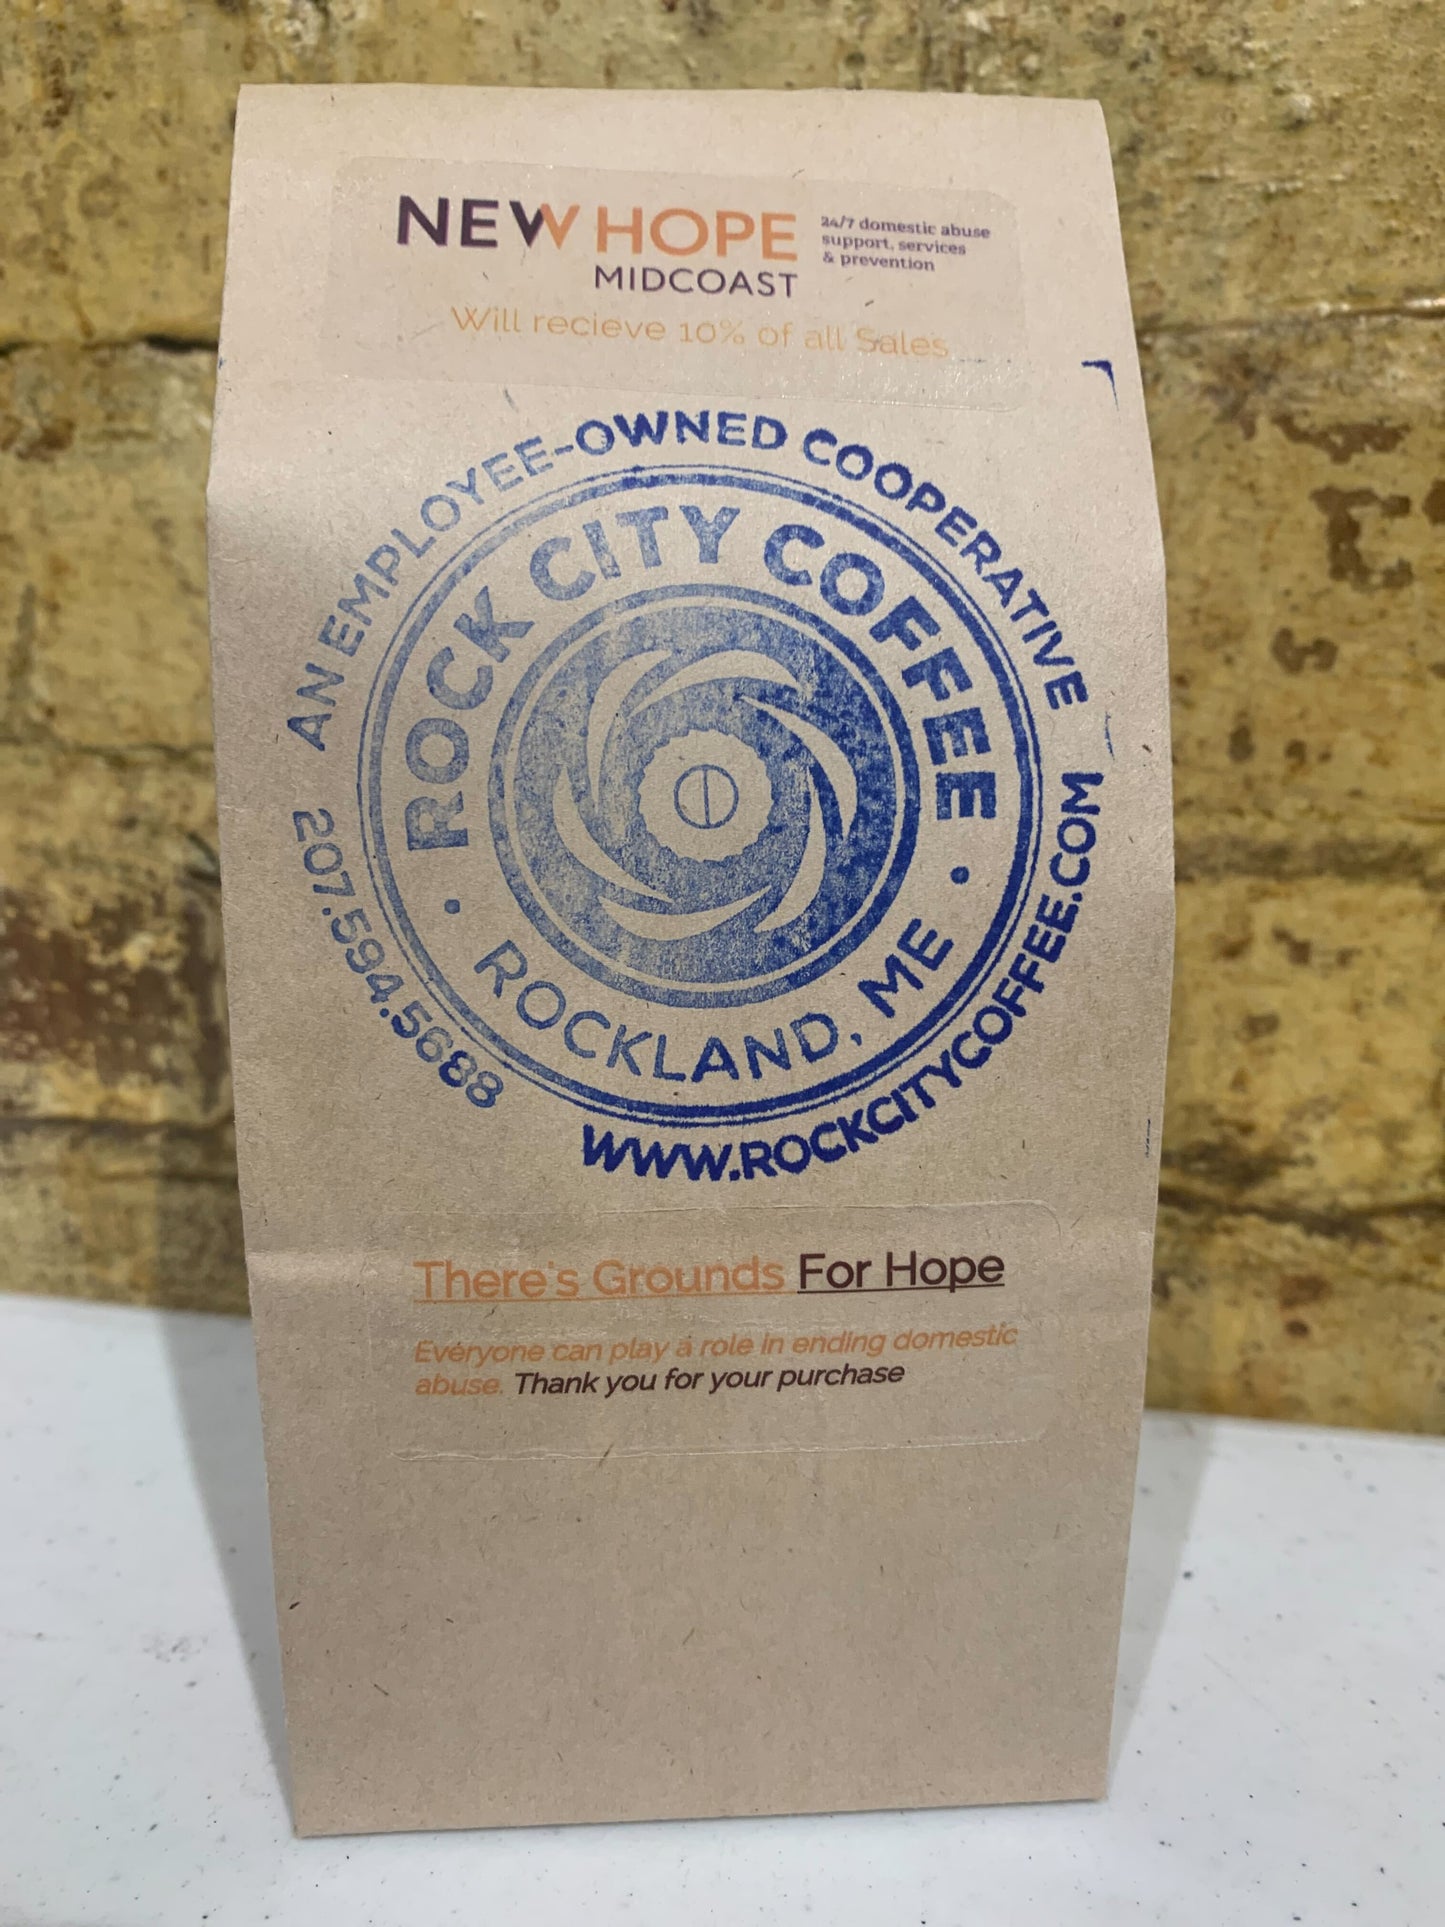 NEW HOPE
MIDCOAST
24/7 domestic abuse
support, services
& prevention
Will recieve 10% of all Sales
AN EMPLOYEE-OWNED COOPERATIVE
ROCK CITY COFFEE
• ROCKLAND, ME •
207.594.5688
WWW.ROCKCITYCOFFEE.COM
There's Grounds For Hope
Everyone can play a role in ending domestic
abuse. Thank you for your purchase